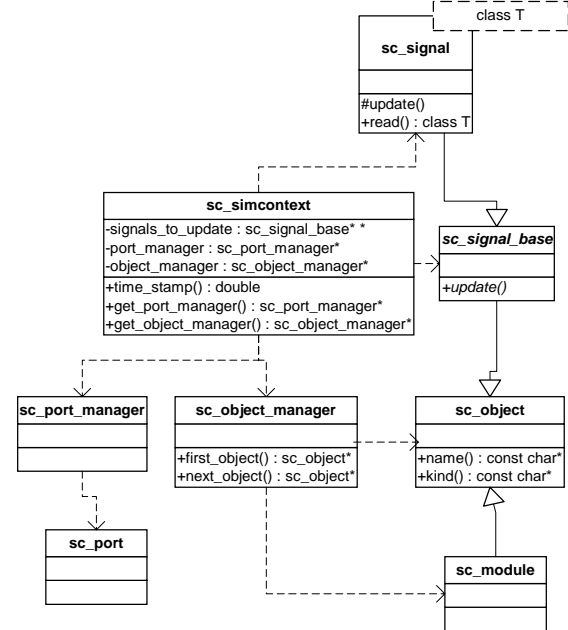 class T
sc_signal
#update()
+read() : class T
sc_simcontext
-signals_to_update : sc_signal_base* *
-port_manager : sc_port_manager*
-object_manager : sc_object_manager*
+time_stamp() : double
+get_port_manager() : sc_port_manager*
+get_object_manager() : sc_object_manager*
sc_signal_base
+update()
sc_port_manager
sc_object_manager
+first_object() : sc_object*
+next_object() : sc_object*
sc_object
+name() : const char*
+kind() : const char*
sc_port
sc_module